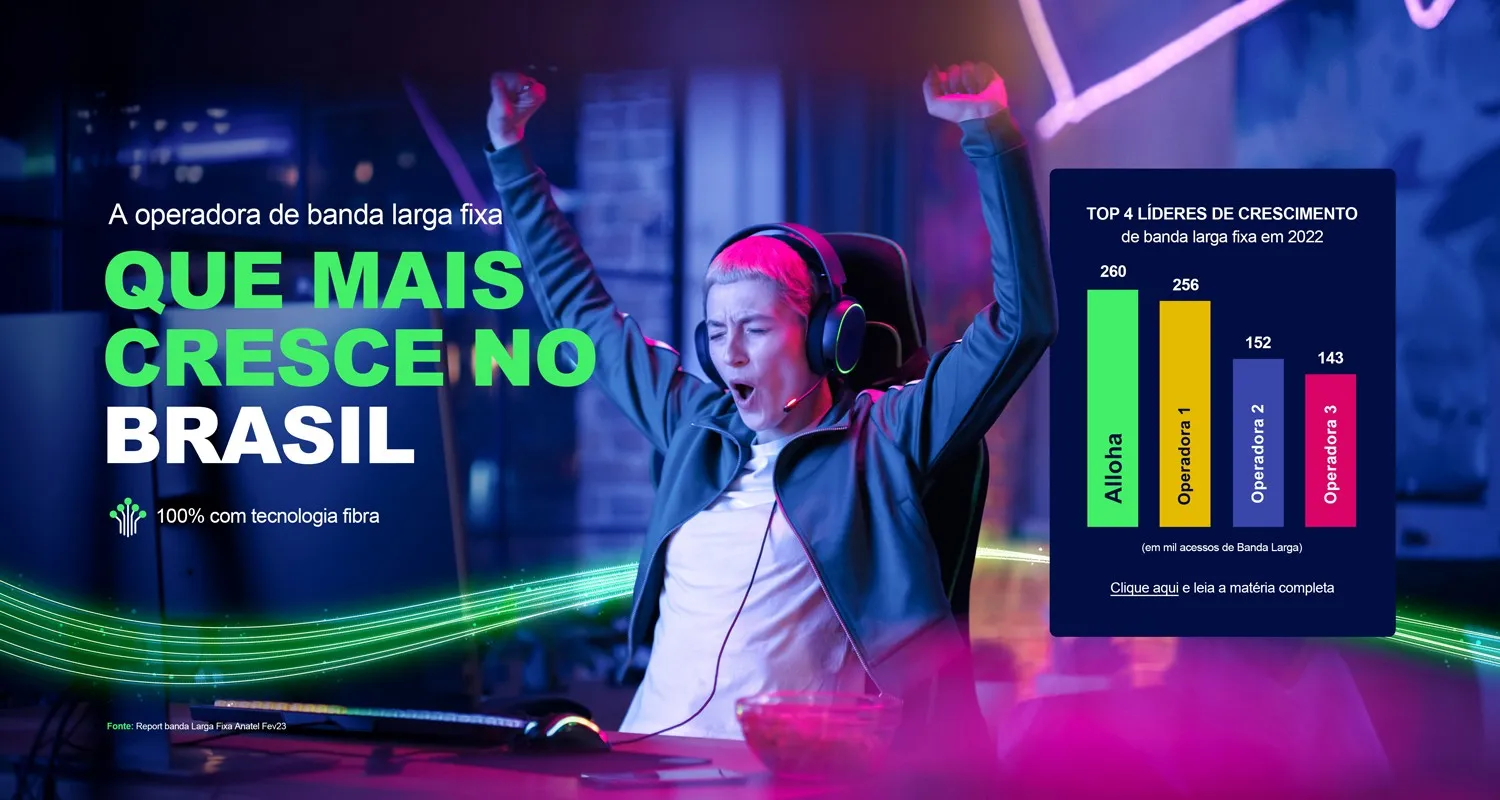 A operadora de banda larga fixa
QUE MAIS
CRESCE NO
BRASIL
100% com tecnologia fibra
Fonte: Report banda Larga Fixa Anatel Fev23
TOP 4 LÍDERES DE CRESCIMENTO
de banda larga fixa em 2022
260
256
152
143
Alloha
Operadora 1
Operadora 2
Operadora 3
(em mil acessos de Banda Larga)
Clique aqui e leia a matéria completa